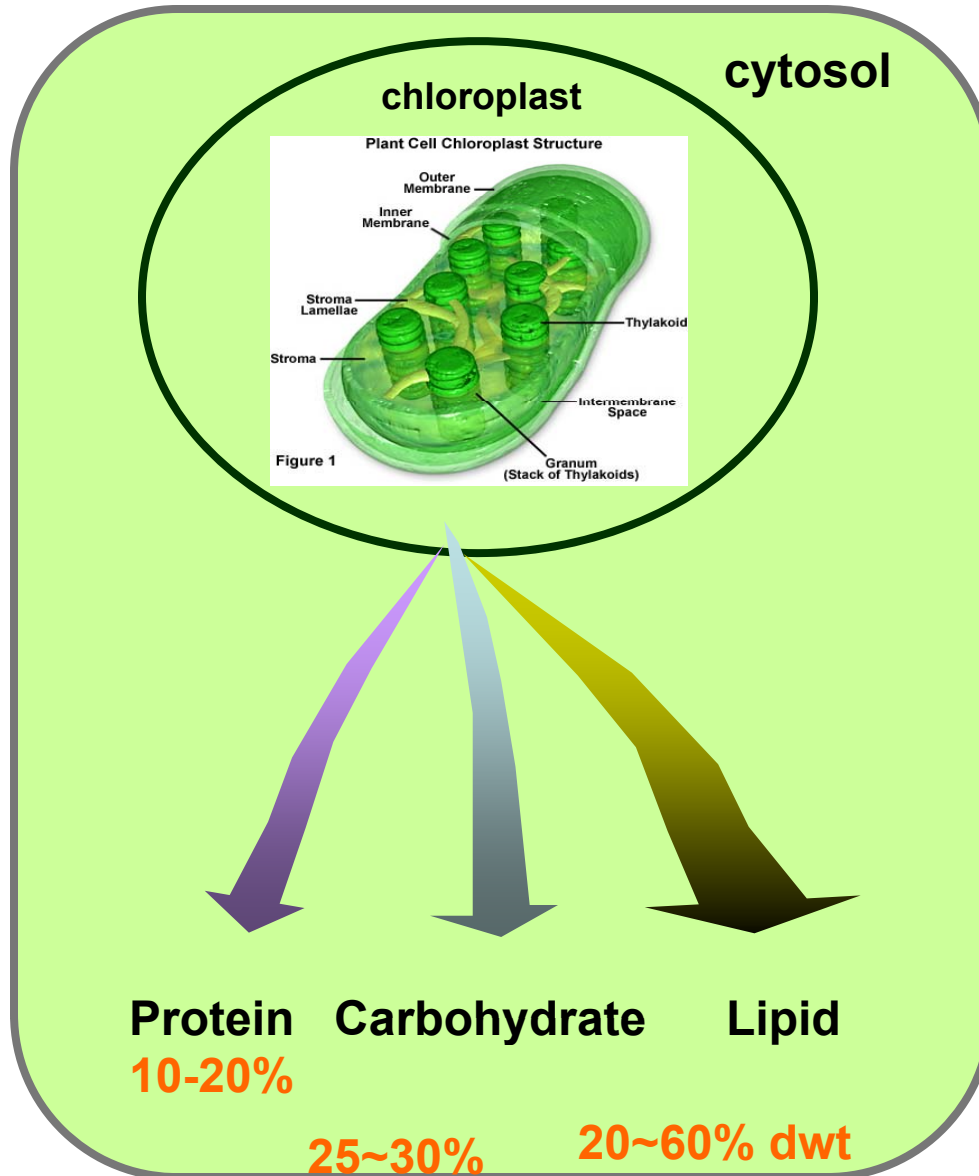 cytosol
chloroplast
Plant Cell Chloroplast Structure
Outer
Membrane
Inner
Membrane
Stroma
Lamellae
Thylakoid
Stroma
Intermembrane
Space
Granum
(Stack of Thylakoids)
Figure 1
Protein Carbohydrate Lipid
10-20%
25~30% 20~60% dwt